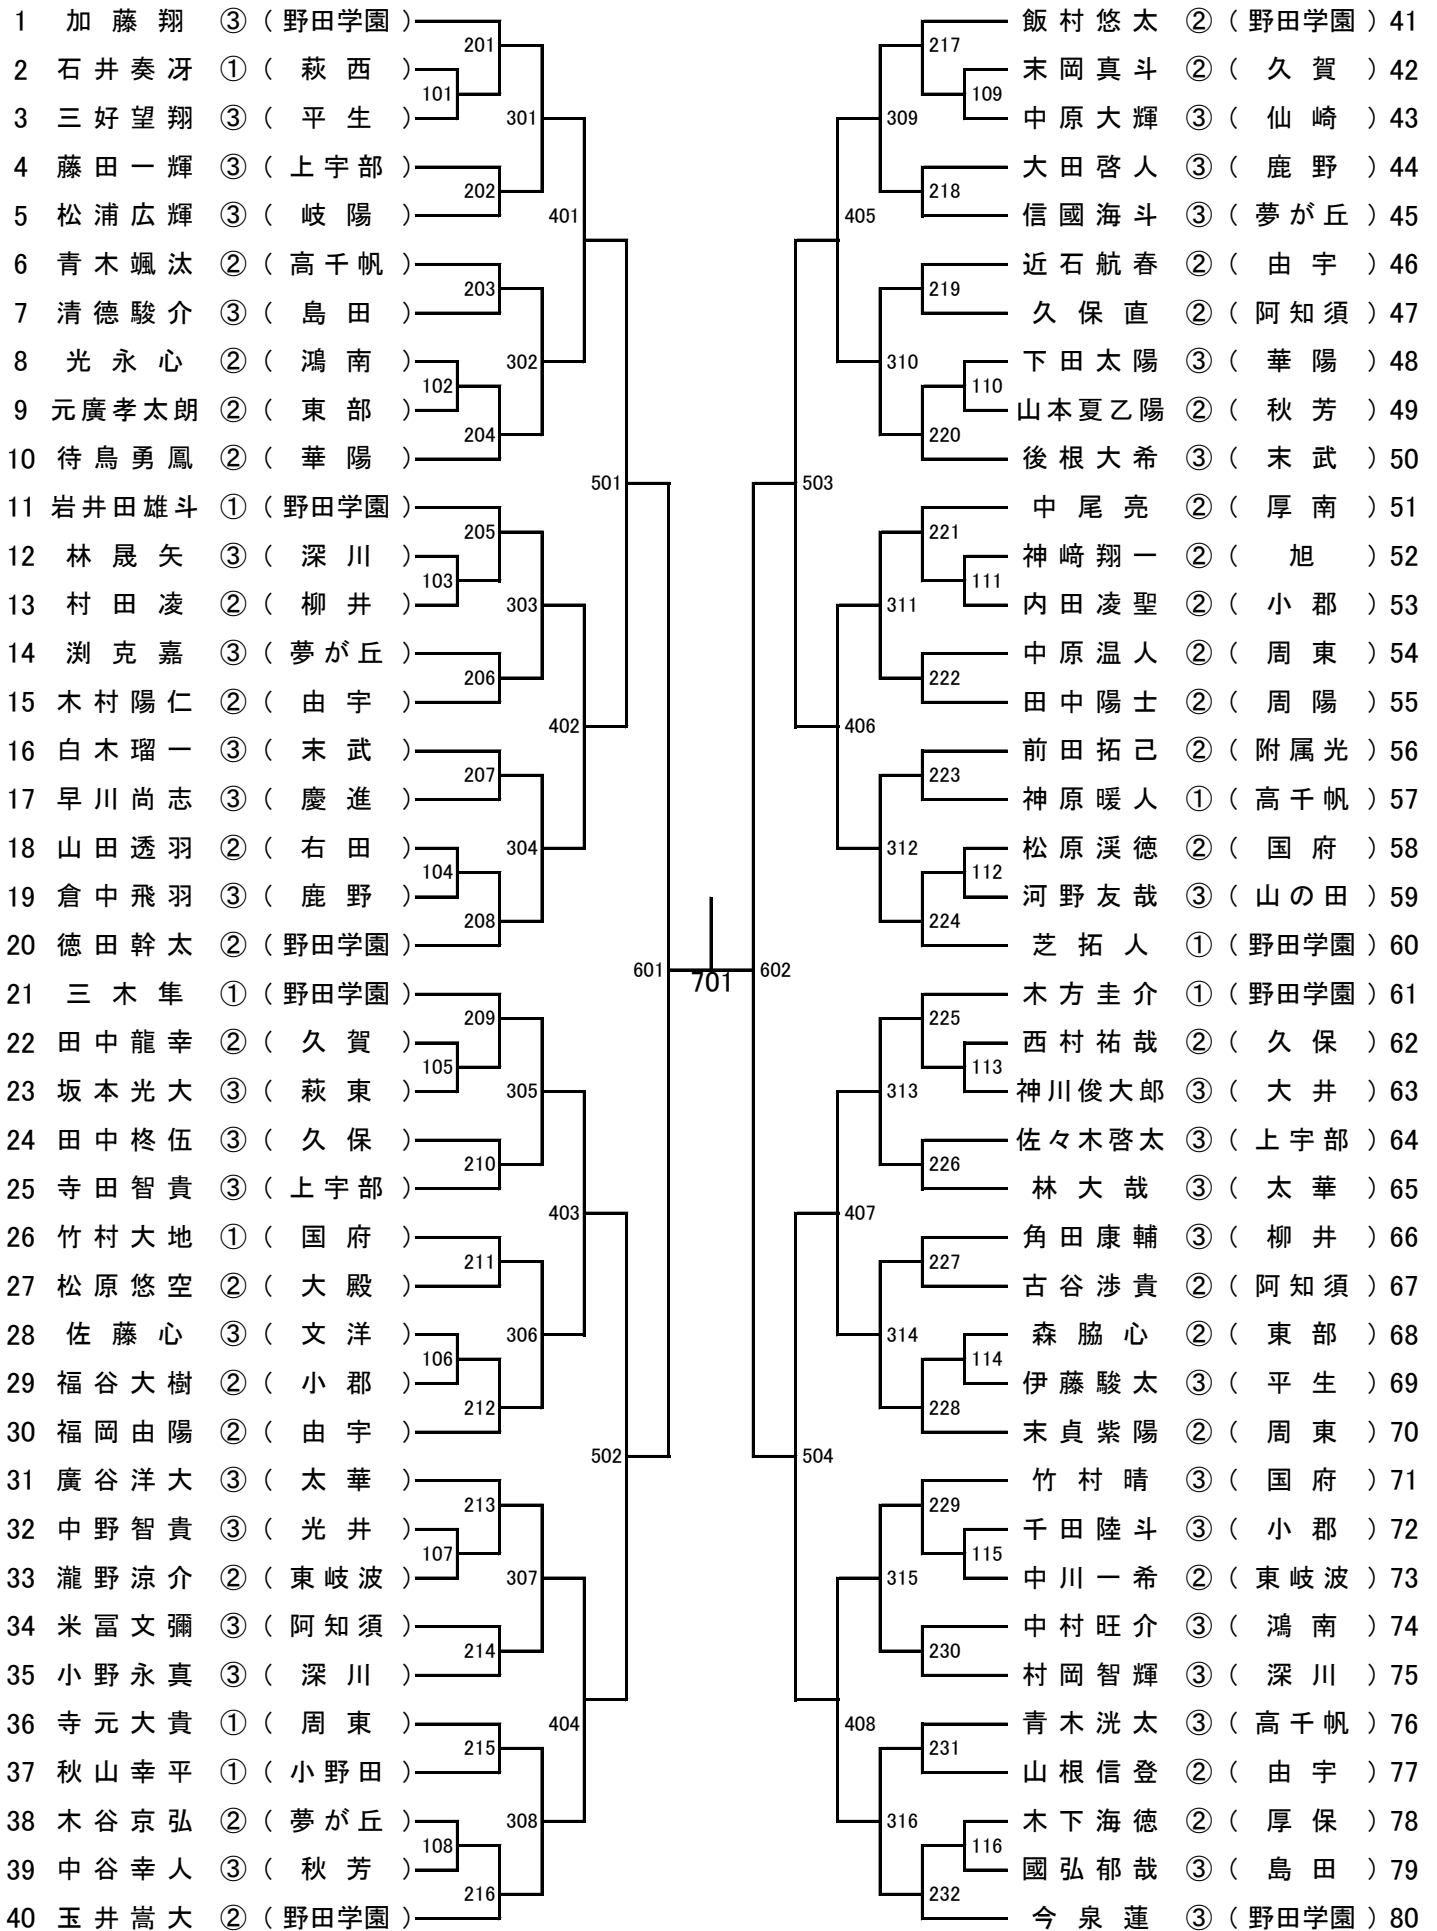 1 加藤翔 ③ (野田学園)
2 石井奏冴 ① (萩西)
3 三好望翔 ③ (平生)
4 藤田一輝 ③ (上宇部)
5 松浦広輝 ③ (岐陽)
6 青木颯汰 ② (高千帆)
7 清徳駿介 ③ (島田)
8 光永心 ② (鴻南)
9 元廣孝太朗 ② (東部)
10 待鳥勇鳳 ② (華陽)
11 岩井田雄斗 ① (野田学園)
12 林晟矢 ③ (深川)
13 村田凌 ② (柳井)
14 渕克嘉 ③ (夢が丘)
15 木村陽仁 ② (由宇)
16 白木瑠一 ③ (末武)
17 早川尚志 ③ (慶進)
18 山田透羽 ② (右田)
19 倉中飛羽 ③ (鹿野)
20 徳田幹太 ② (野田学園)
21 三木隼 ① (野田学園)
22 田中龍幸 ② (久賀)
23 坂本光大 ③ (萩東)
24 田中柊伍 ③ (久保)
25 寺田智貴 ③ (上宇部)
26 竹村大地 ① (国府)
27 松原悠空 ② (大殿)
28 佐藤心 ③ (文洋)
29 福谷大樹 ② (小郡)
30 福岡由陽 ② (由宇)
31 廣谷洋大 ③ (太華)
32 中野智貴 ③ (光井)
33 瀧野涼介 ② (東岐波)
34 米冨文彌 ③ (阿知須)
35 小野永真 ③ (深川)
36 寺元大貴 ① (周東)
37 秋山幸平 ① (小野田)
38 木谷京弘 ② (夢が丘)
39 中谷幸人 ③ (秋芳)
40 玉井嵩大 ② (野田学園)
101
102
103
104
105
106
107
108
201
202
203
204
205
206
207
208
209
210
211
212
213
214
215
216
301
302
303
304
305
306
307
308
401
402
403
404
501
502
601
701
602
503
504
405
406
407
408
309
310
311
312
313
314
315
316
217
218
219
220
221
222
223
224
225
226
227
228
229
230
231
232
109
110
111
112
113
114
115
116
飯村悠太 ② (野田学園) 41
末岡真斗 ② (久賀) 42
中原大輝 ③ (仙崎) 43
大田啓人 ③ (鹿野) 44
信國海斗 ③ (夢が丘) 45
近石航春 ② (由宇) 46
久保直 ② (阿知須) 47
下田太陽 ③ (華陽) 48
山本夏乙陽 ② (秋芳) 49
後根大希 ③ (末武) 50
中尾亮 ② (厚南) 51
神﨑翔一 ② (旭) 52
内田凌聖 ② (小郡) 53
中原温人 ② (周東) 54
田中陽士 ② (周陽) 55
前田拓己 ② (附属光) 56
神原暖人 ① (高千帆) 57
松原渓徳 ② (国府) 58
河野友哉 ③ (山の田) 59
芝拓人 ① (野田学園) 60
木方圭介 ① (野田学園) 61
西村祐哉 ② (久保) 62
神川俊大郎 ③ (大井) 63
佐々木啓太 ③ (上宇部) 64
林大哉 ③ (太華) 65
角田康輔 ③ (柳井) 66
古谷渉貴 ② (阿知須) 67
森脇心 ② (東部) 68
伊藤駿太 ③ (平生) 69
末貞紫陽 ② (周東) 70
竹村晴 ③ (国府) 71
千田陸斗 ③ (小郡) 72
中川一希 ② (東岐波) 73
中村旺介 ③ (鴻南) 74
村岡智輝 ③ (深川) 75
青木洸太 ③ (高千帆) 76
山根信登 ② (由宇) 77
木下海徳 ② (厚保) 78
國弘郁哉 ③ (島田) 79
今泉蓮 ③ (野田学園) 80